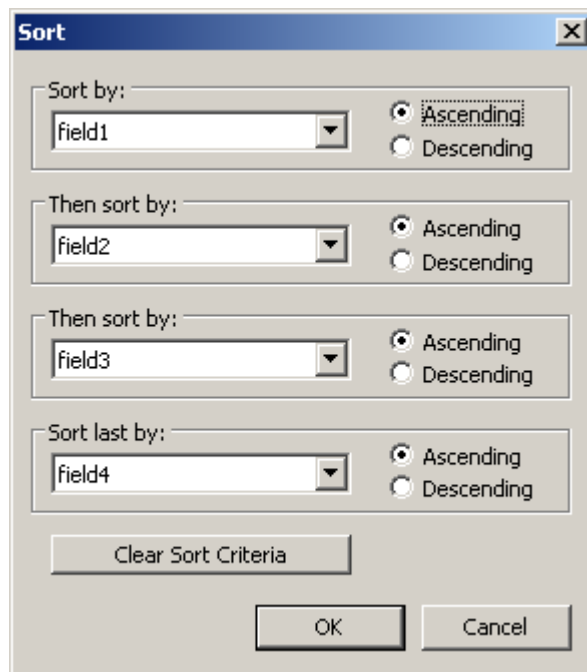 Sort
Sort by:
field1
Ascending
Descending
Then sort by:
field2
Ascending
Descending
Then sort by:
field3
Ascending
Descending
Sort last by:
field4
Ascending
Descending
Clear Sort Criteria
OK Cancel